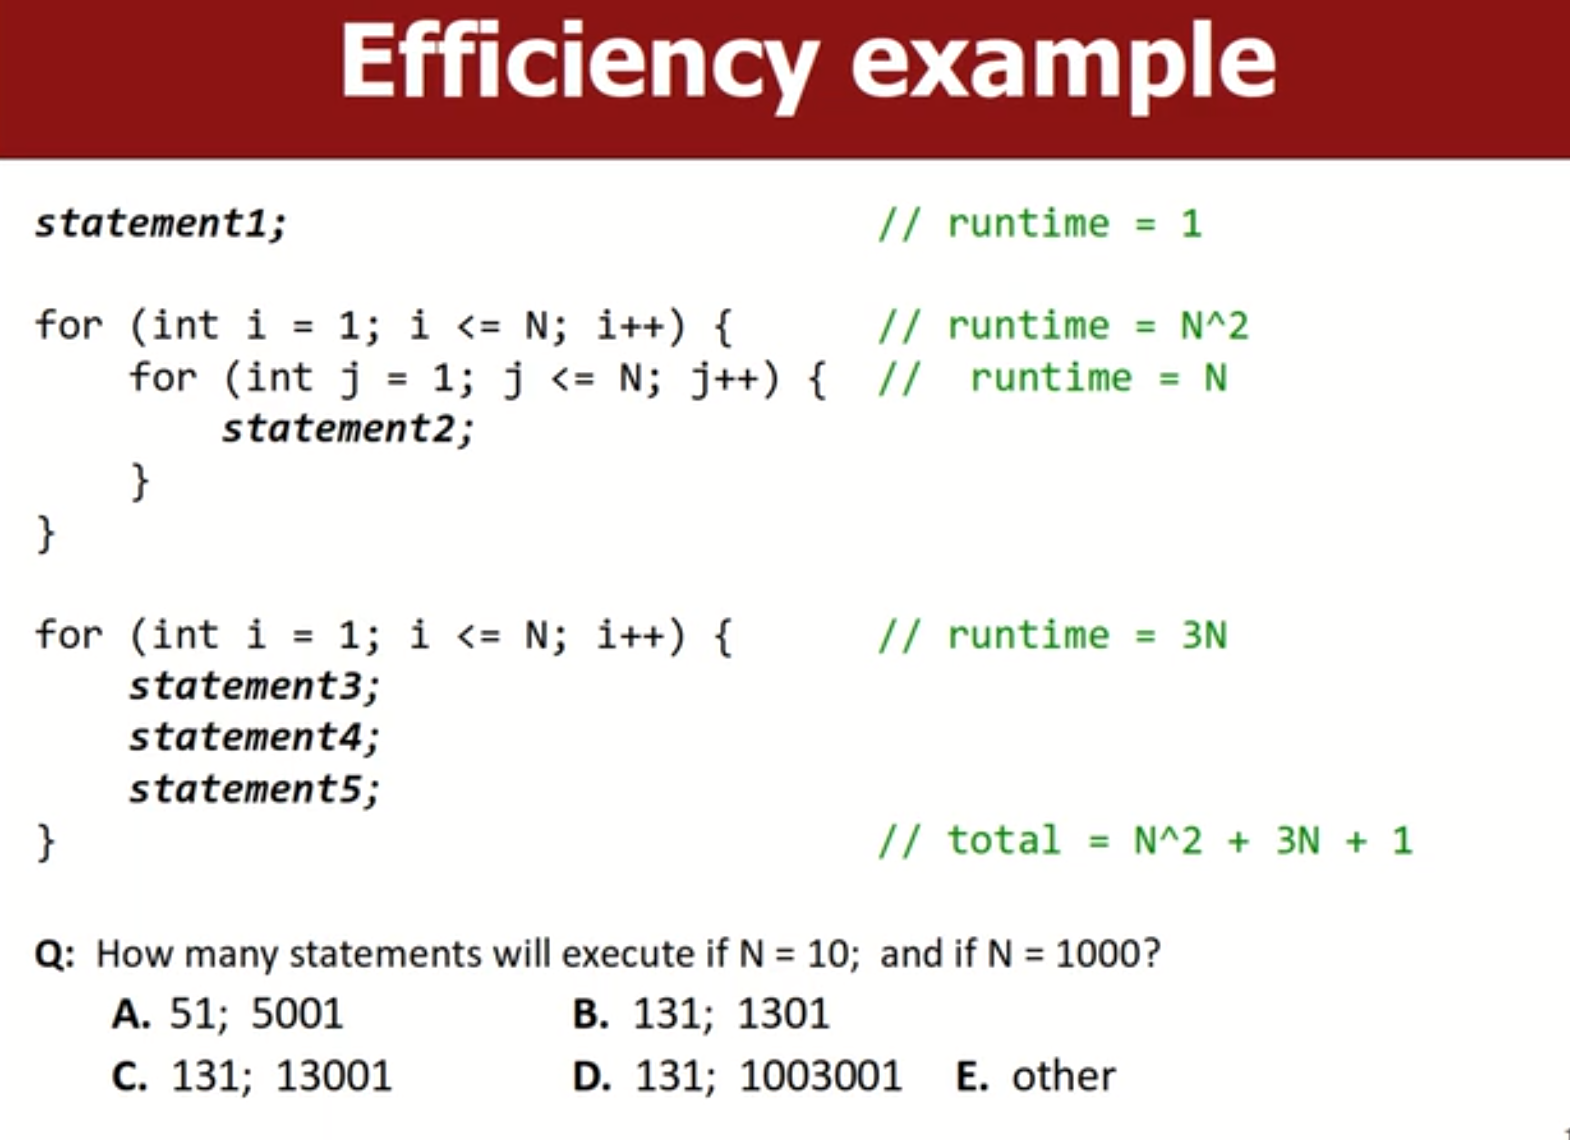 Efficiency example
statement1; // runtime = 1
for (int i = 1; i <= N; i++) { // runtime = N^2
for (int j = 1; j <= N; j++) { // runtime = N
statement2;
}
}
for (int i = 1; i <= N; i++) { // runtime = 3N
statement3;
statement4;
statement5;
} // total = N^2 + 3N + 1
Q: How many statements will execute if N = 10; and if N = 1000?
A. 51; 5001 B. 131; 1301
C. 131; 13001 D. 131; 1003001 E. other